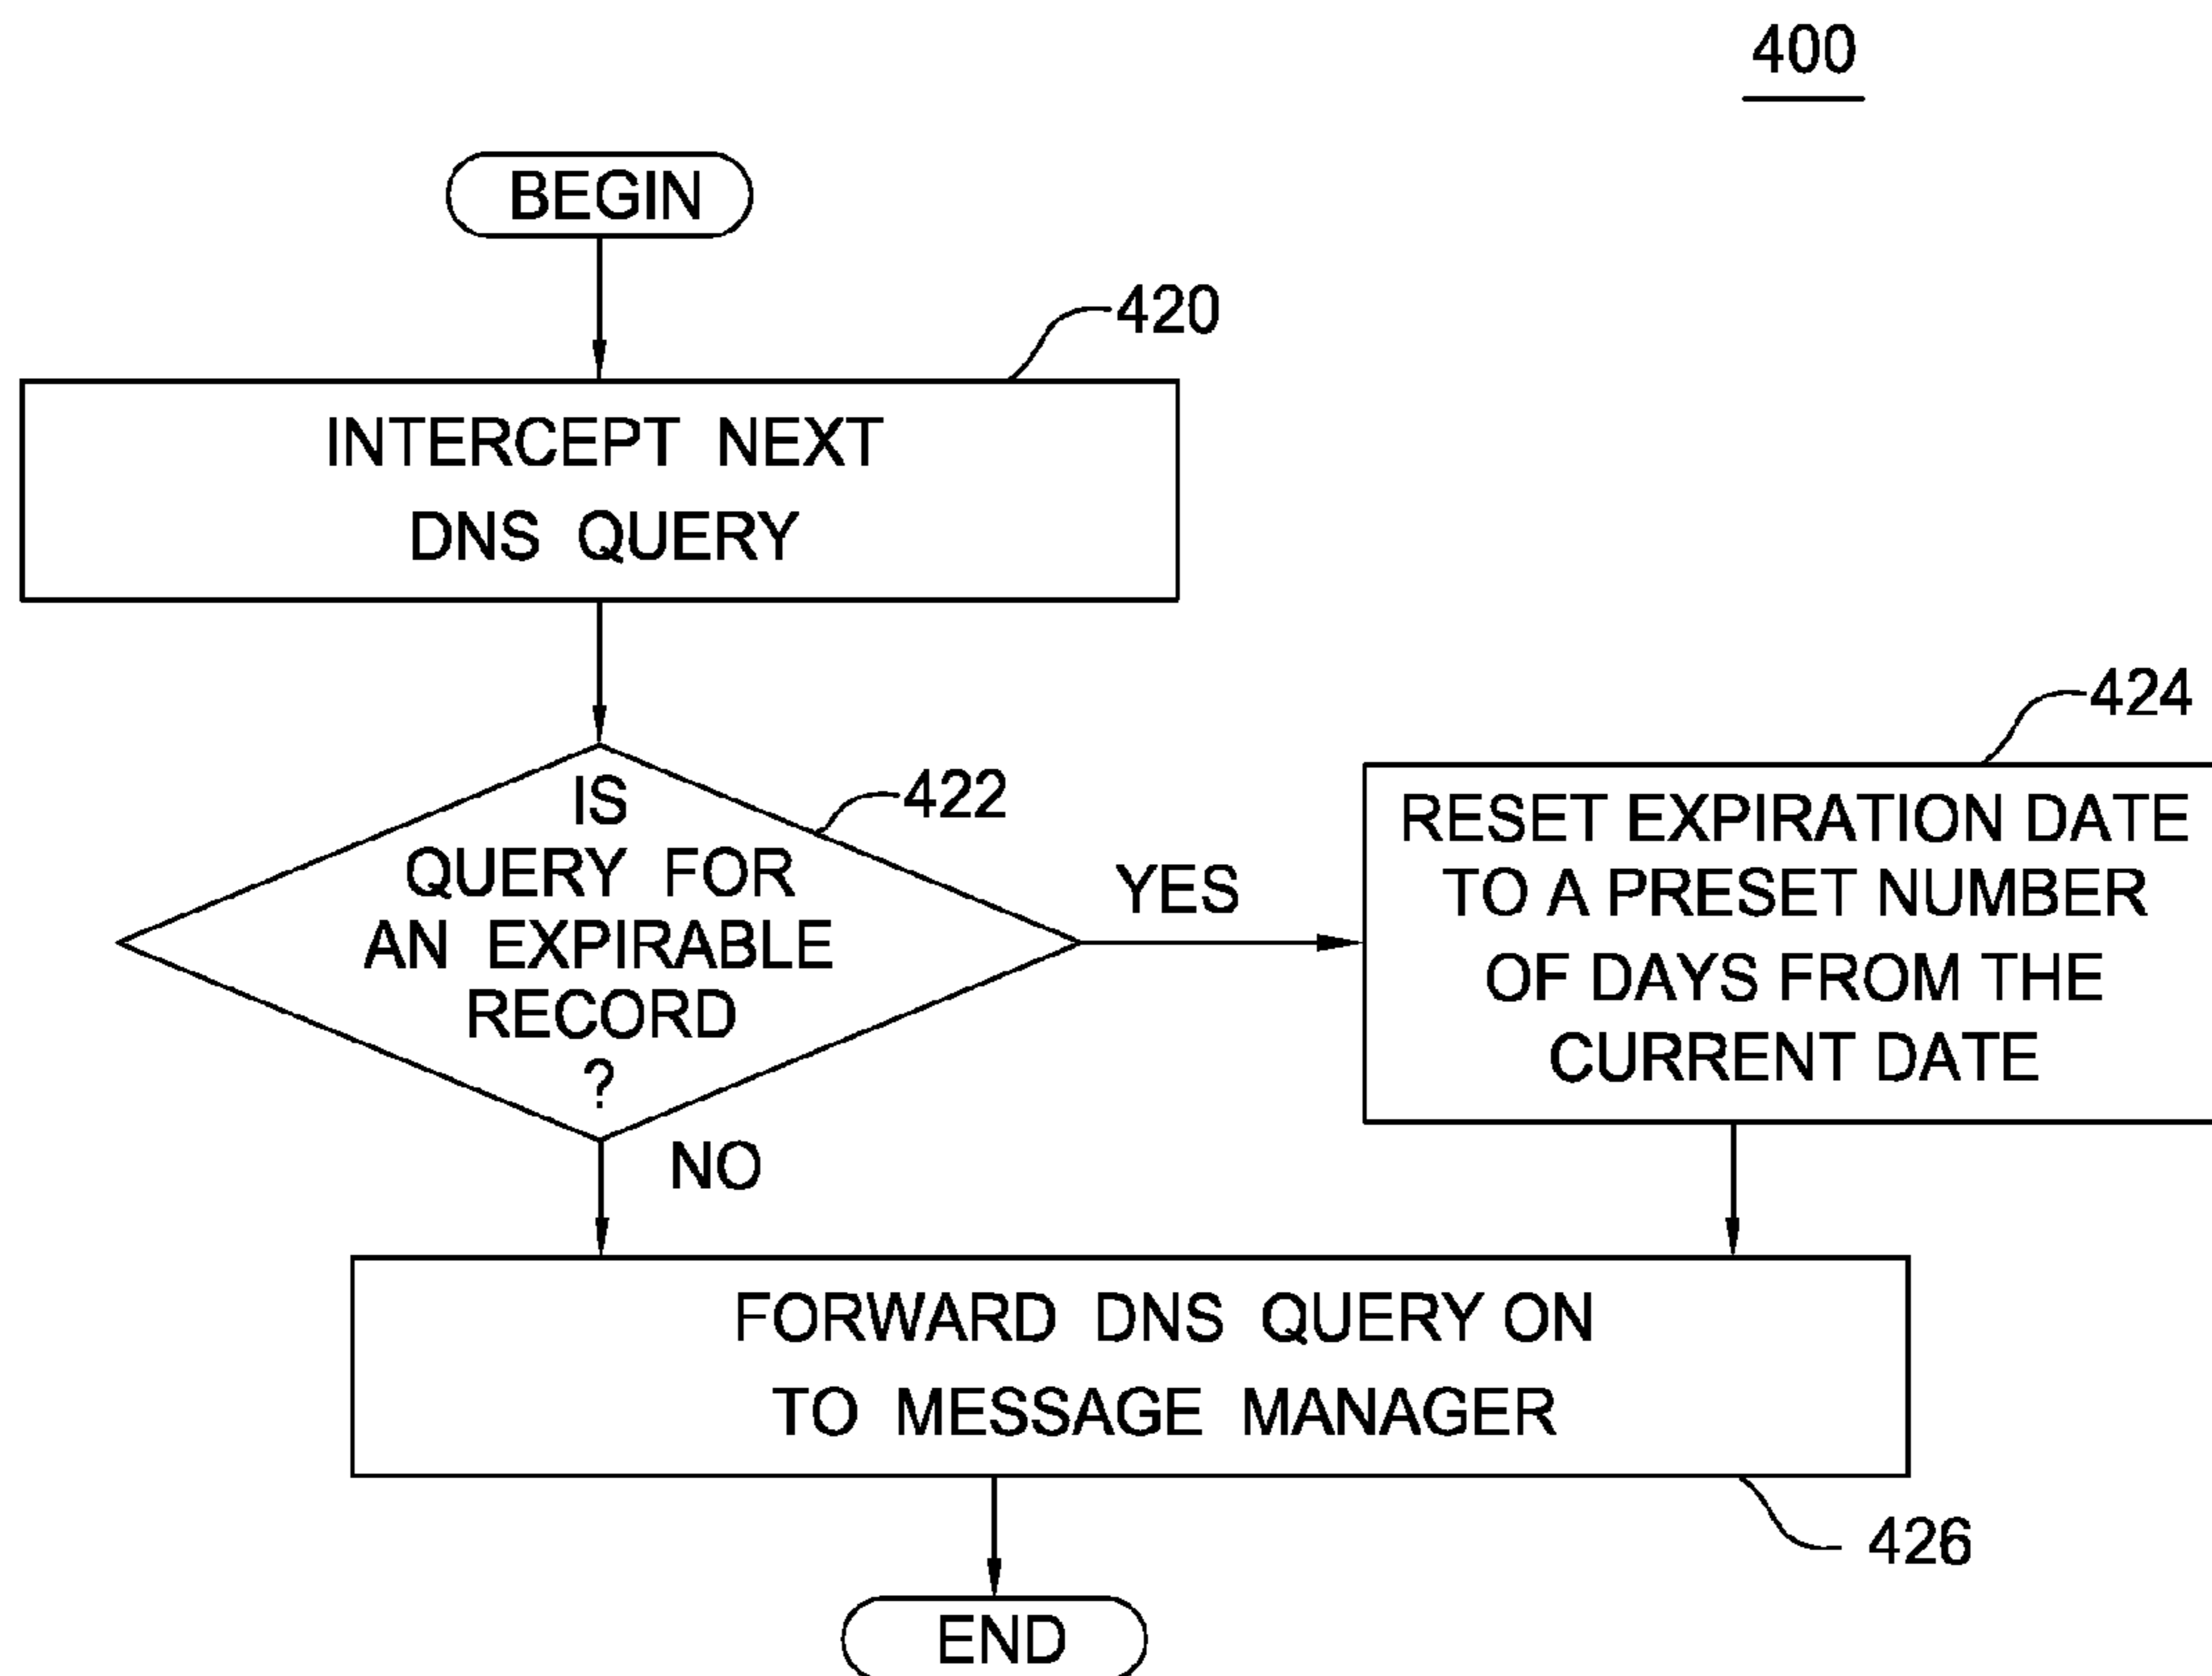 400
BEGIN
420
INTERCEPT NEXT
DNS QUERY
422
IS
QUERY FOR
AN EXPIRABLE
RECORD
?
YES
NO
424
RESET EXPIRATION DATE
TO A PRESET NUMBER
OF DAYS FROM THE
CURRENT DATE
FORWARD DNS QUERY ON
TO MESSAGE MANAGER
426
END